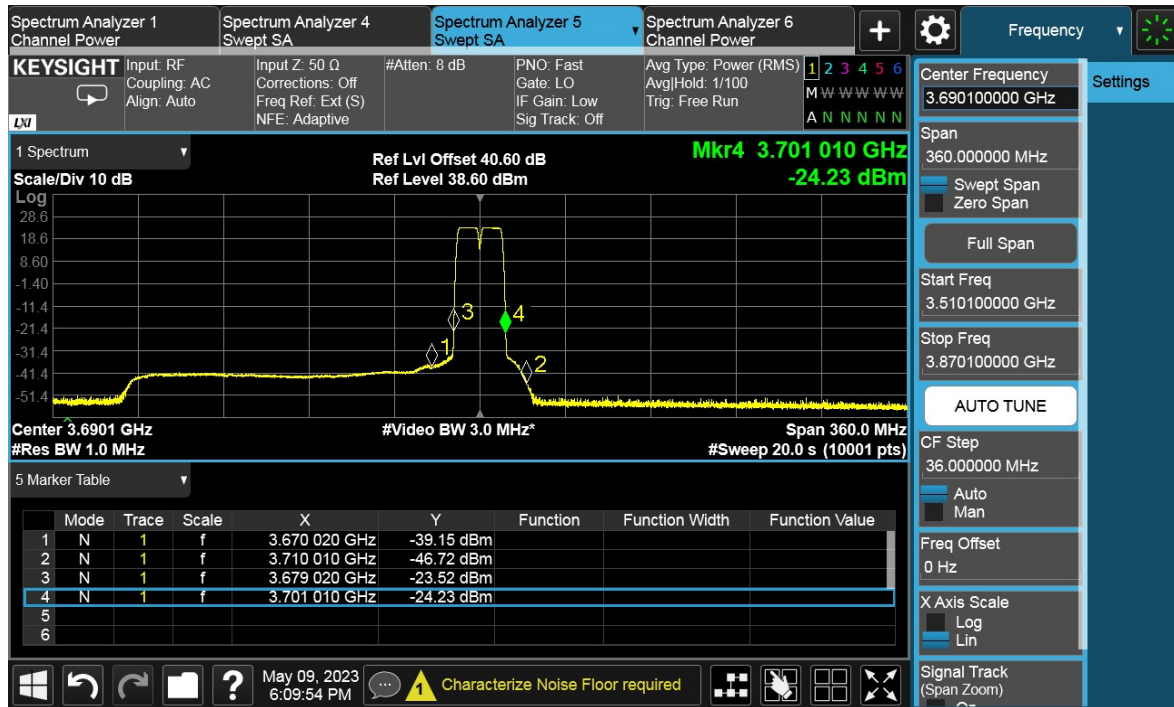 Spectrum Analyzer 1
Channel Power
Spectrum Analyzer 4
Swept SA
Spectrum Analyzer 5
Swept SA
Spectrum Analyzer 6
Channel Power
+
Frequency
KEYSIGHT
LXI
Input: RF
Coupling: AC
Align: Auto
Input Z: 50 Ω
Corrections: Off
Freq Ref: Ext (S)
NFE: Adaptive
#Atten: 8 dB
PNO: Fast
Gate: LO
IF Gain: Low
Sig Track: Off
Avg Type: Power (RMS)
Avg|Hold: 1/100
Trig: Free Run
1 2 3 4 5 6
M W W W W W
A N N N N N
1 Spectrum
Scale/Div 10 dB
Ref Lvl Offset 40.60 dB
Ref Level 38.60 dBm
Mkr4 3.701 010 GHz
-24.23 dBm
Log
28.6
18.6
8.60
-1.40
-11.4
-21.4
-31.4
-41.4
-51.4
3
4
1
2
Center 3.6901 GHz
#Video BW 3.0 MHz*
Span 360.0 MHz
#Res BW 1.0 MHz
#Sweep 20.0 s (10001 pts)
5 Marker Table
Mode Trace Scale X Y Function Function Width Function Value
1 N 1 f 3.670 020 GHz -39.15 dBm
2 N 1 f 3.710 010 GHz -46.72 dBm
3 N 1 f 3.679 020 GHz -23.52 dBm
4 N 1 f 3.701 010 GHz -24.23 dBm
5
6
?
May 09, 2023
6:09:54 PM
1
Characterize Noise Floor required
Center Frequency
3.690100000 GHz
Settings
Span
360.000000 MHz
Swept Span
Zero Span
Full Span
Start Freq
3.510100000 GHz
Stop Freq
3.870100000 GHz
AUTO TUNE
CF Step
36.000000 MHz
Auto
Man
Freq Offset
0 Hz
X Axis Scale
Log
Lin
Signal Track
(Span Zoom)